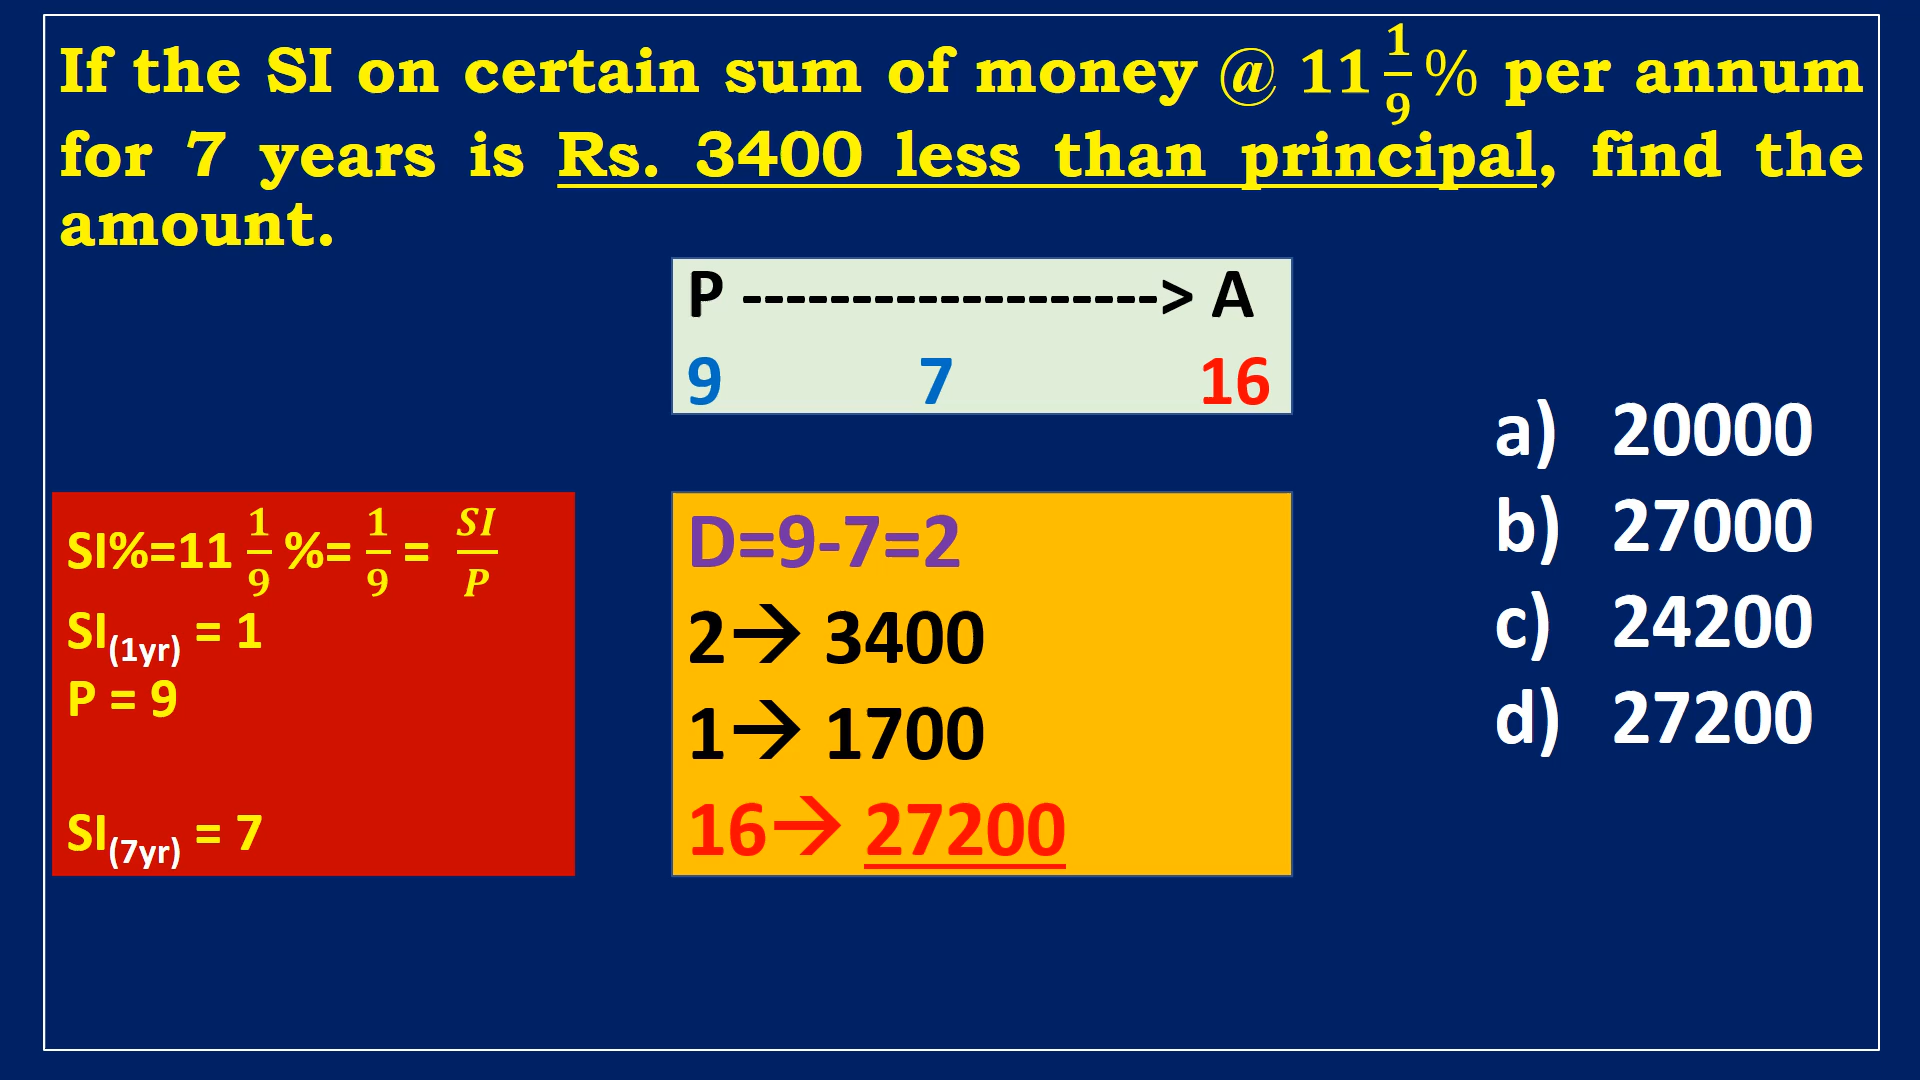 If the SI on certain sum of money @ 11 1/9 % per annum
for 7 years is Rs. 3400 less than principal, find the
amount.
P -------------------> A
9 7 16
SI%=11 1/9 %= 1/9 = SI/P
SI(1yr) = 1
P = 9
SI(7yr) = 7
D=9-7=2
2→ 3400
1→ 1700
16→ 27200
a) 20000
b) 27000
c) 24200
d) 27200